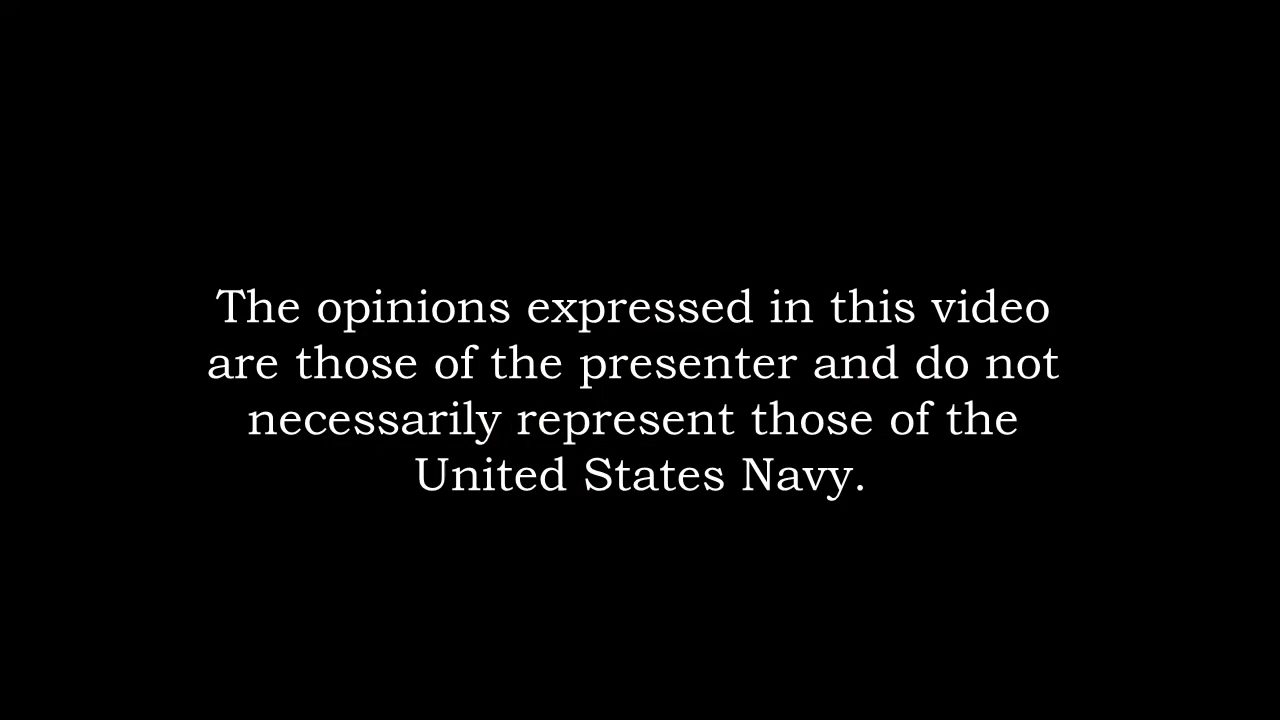 The opinions expressed in this video
are those of the presenter and do not
necessarily represent those of the
United States Navy.